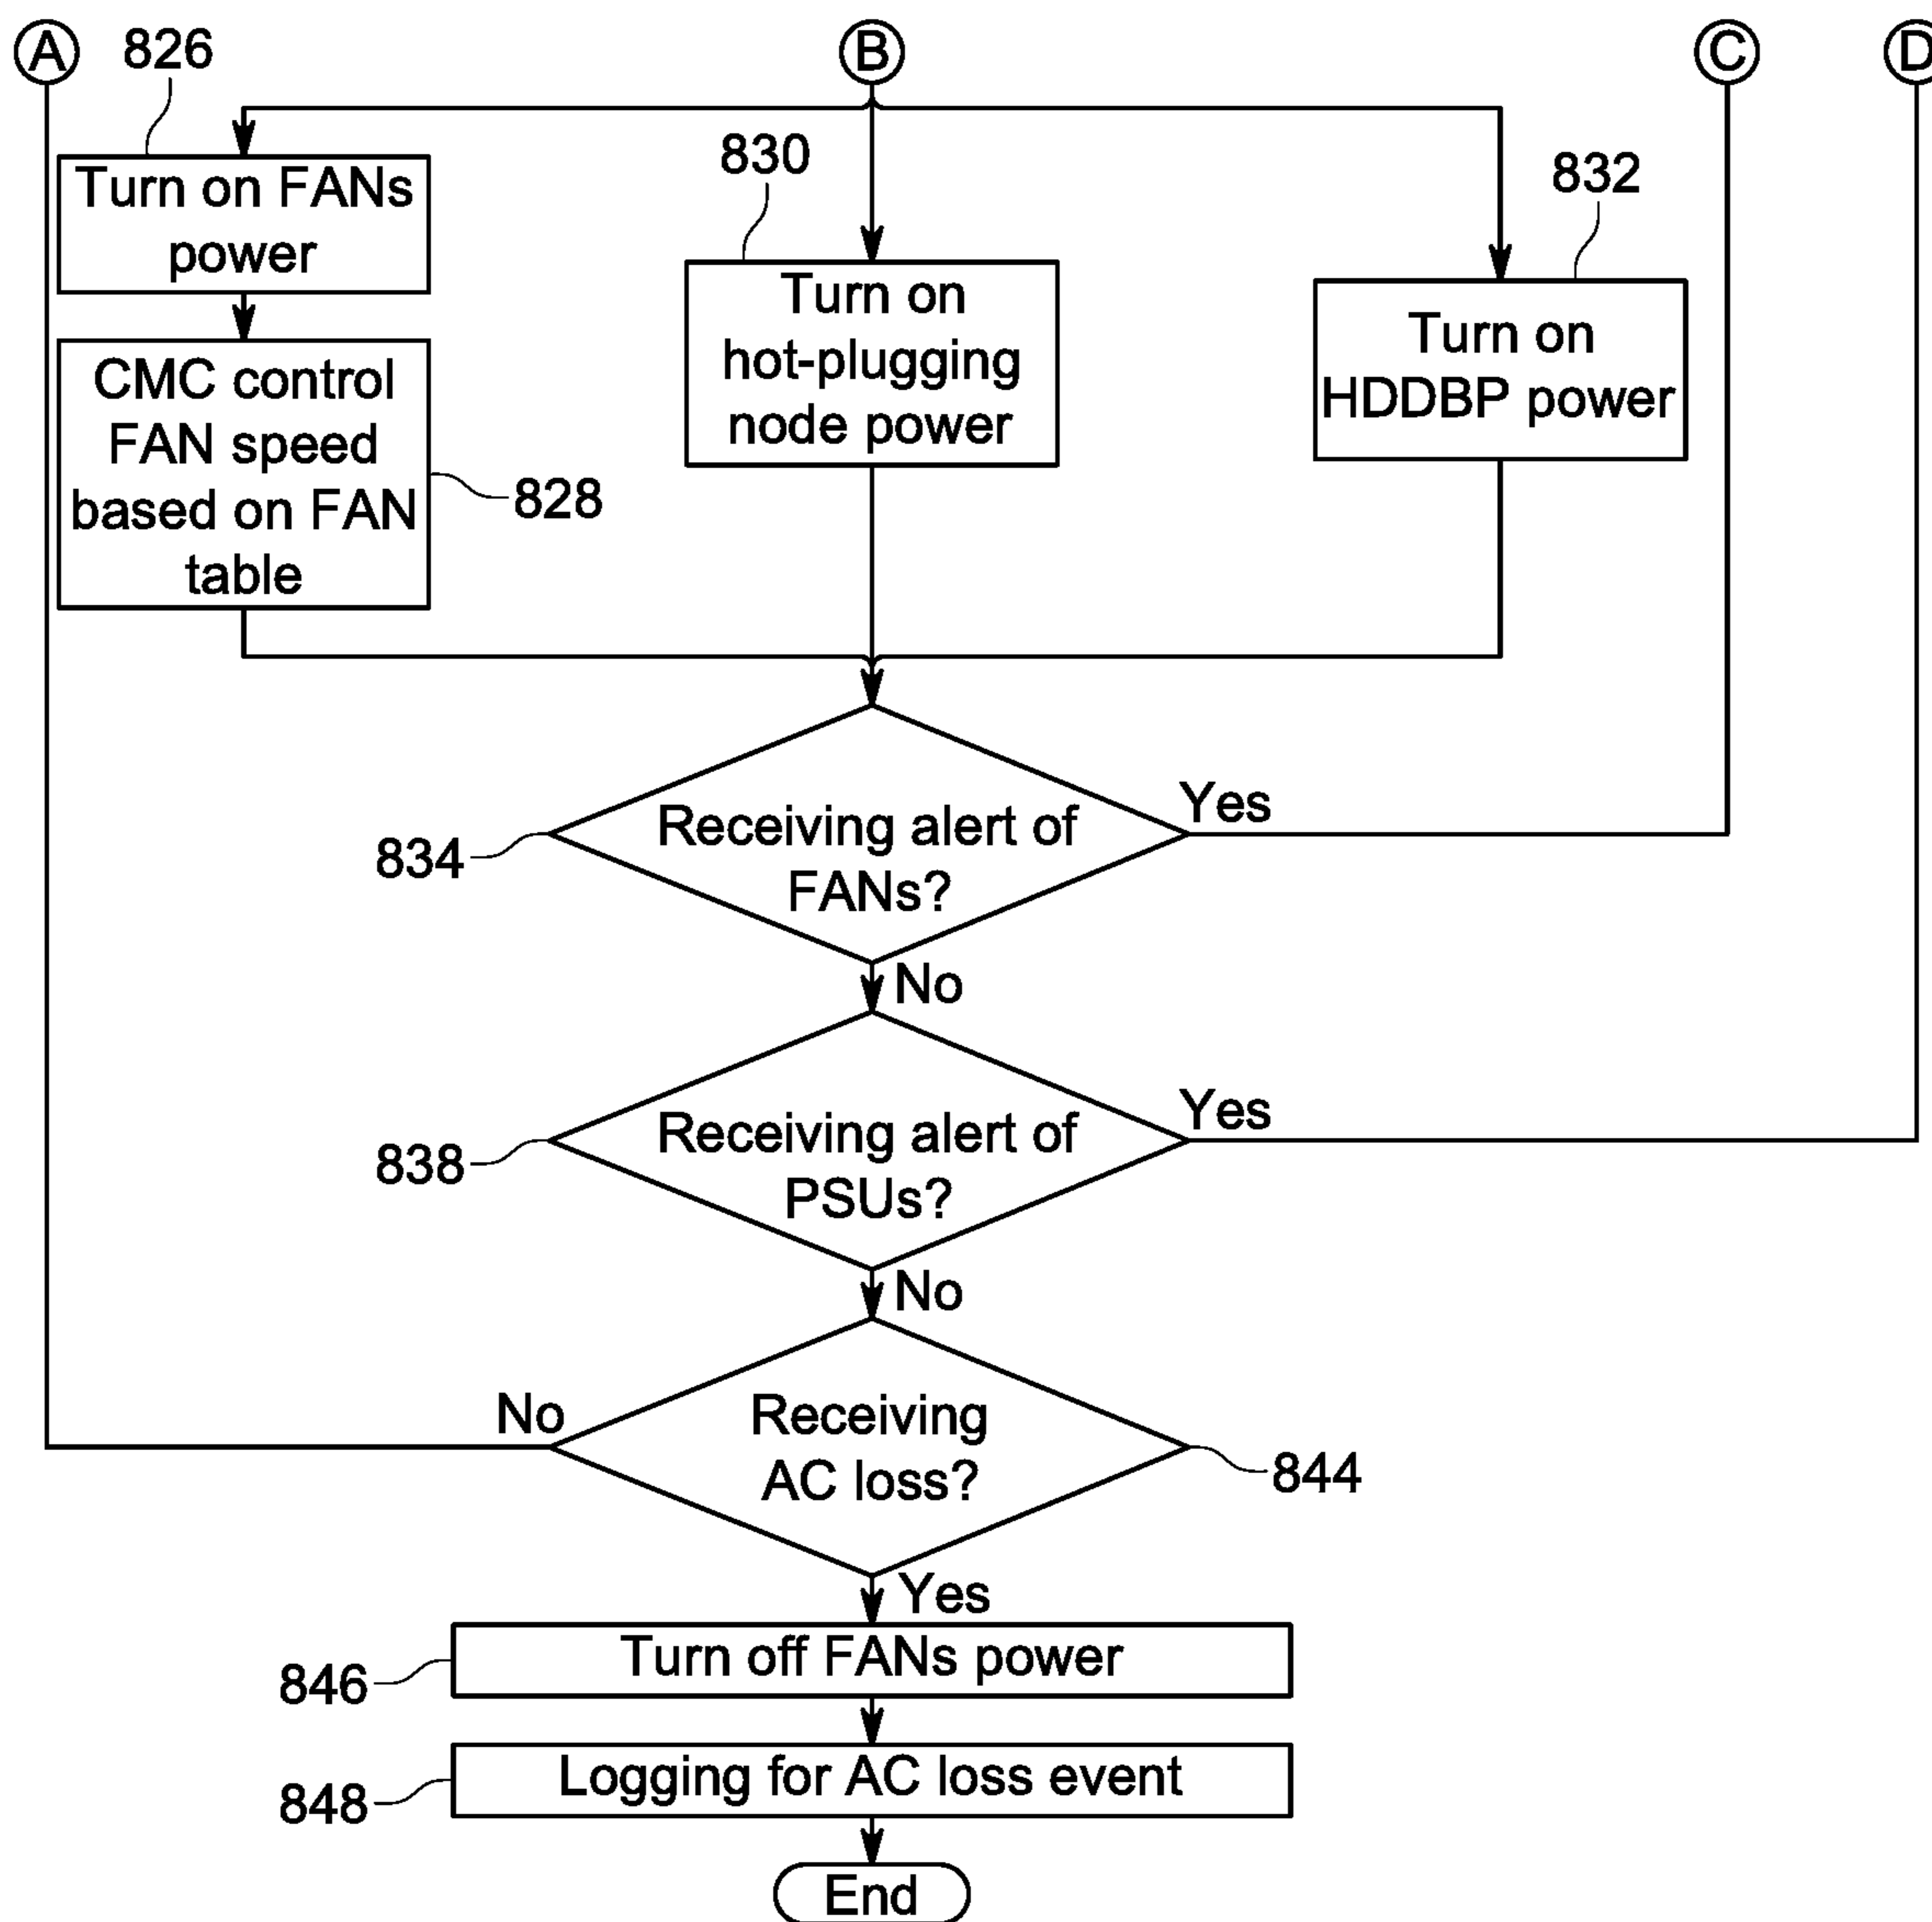 A
826
B
C
D
Turn on FANs
power
830
Turn on
hot-plugging
node power
832
Turn on
HDDBP power
CMC control
FAN speed
based on FAN
table
828
834
Receiving alert of
FANs?
Yes
No
838
Receiving alert of
PSUs?
Yes
No
No
Receiving
AC loss?
844
Yes
846
Turn off FANs power
848
Logging for AC loss event
End